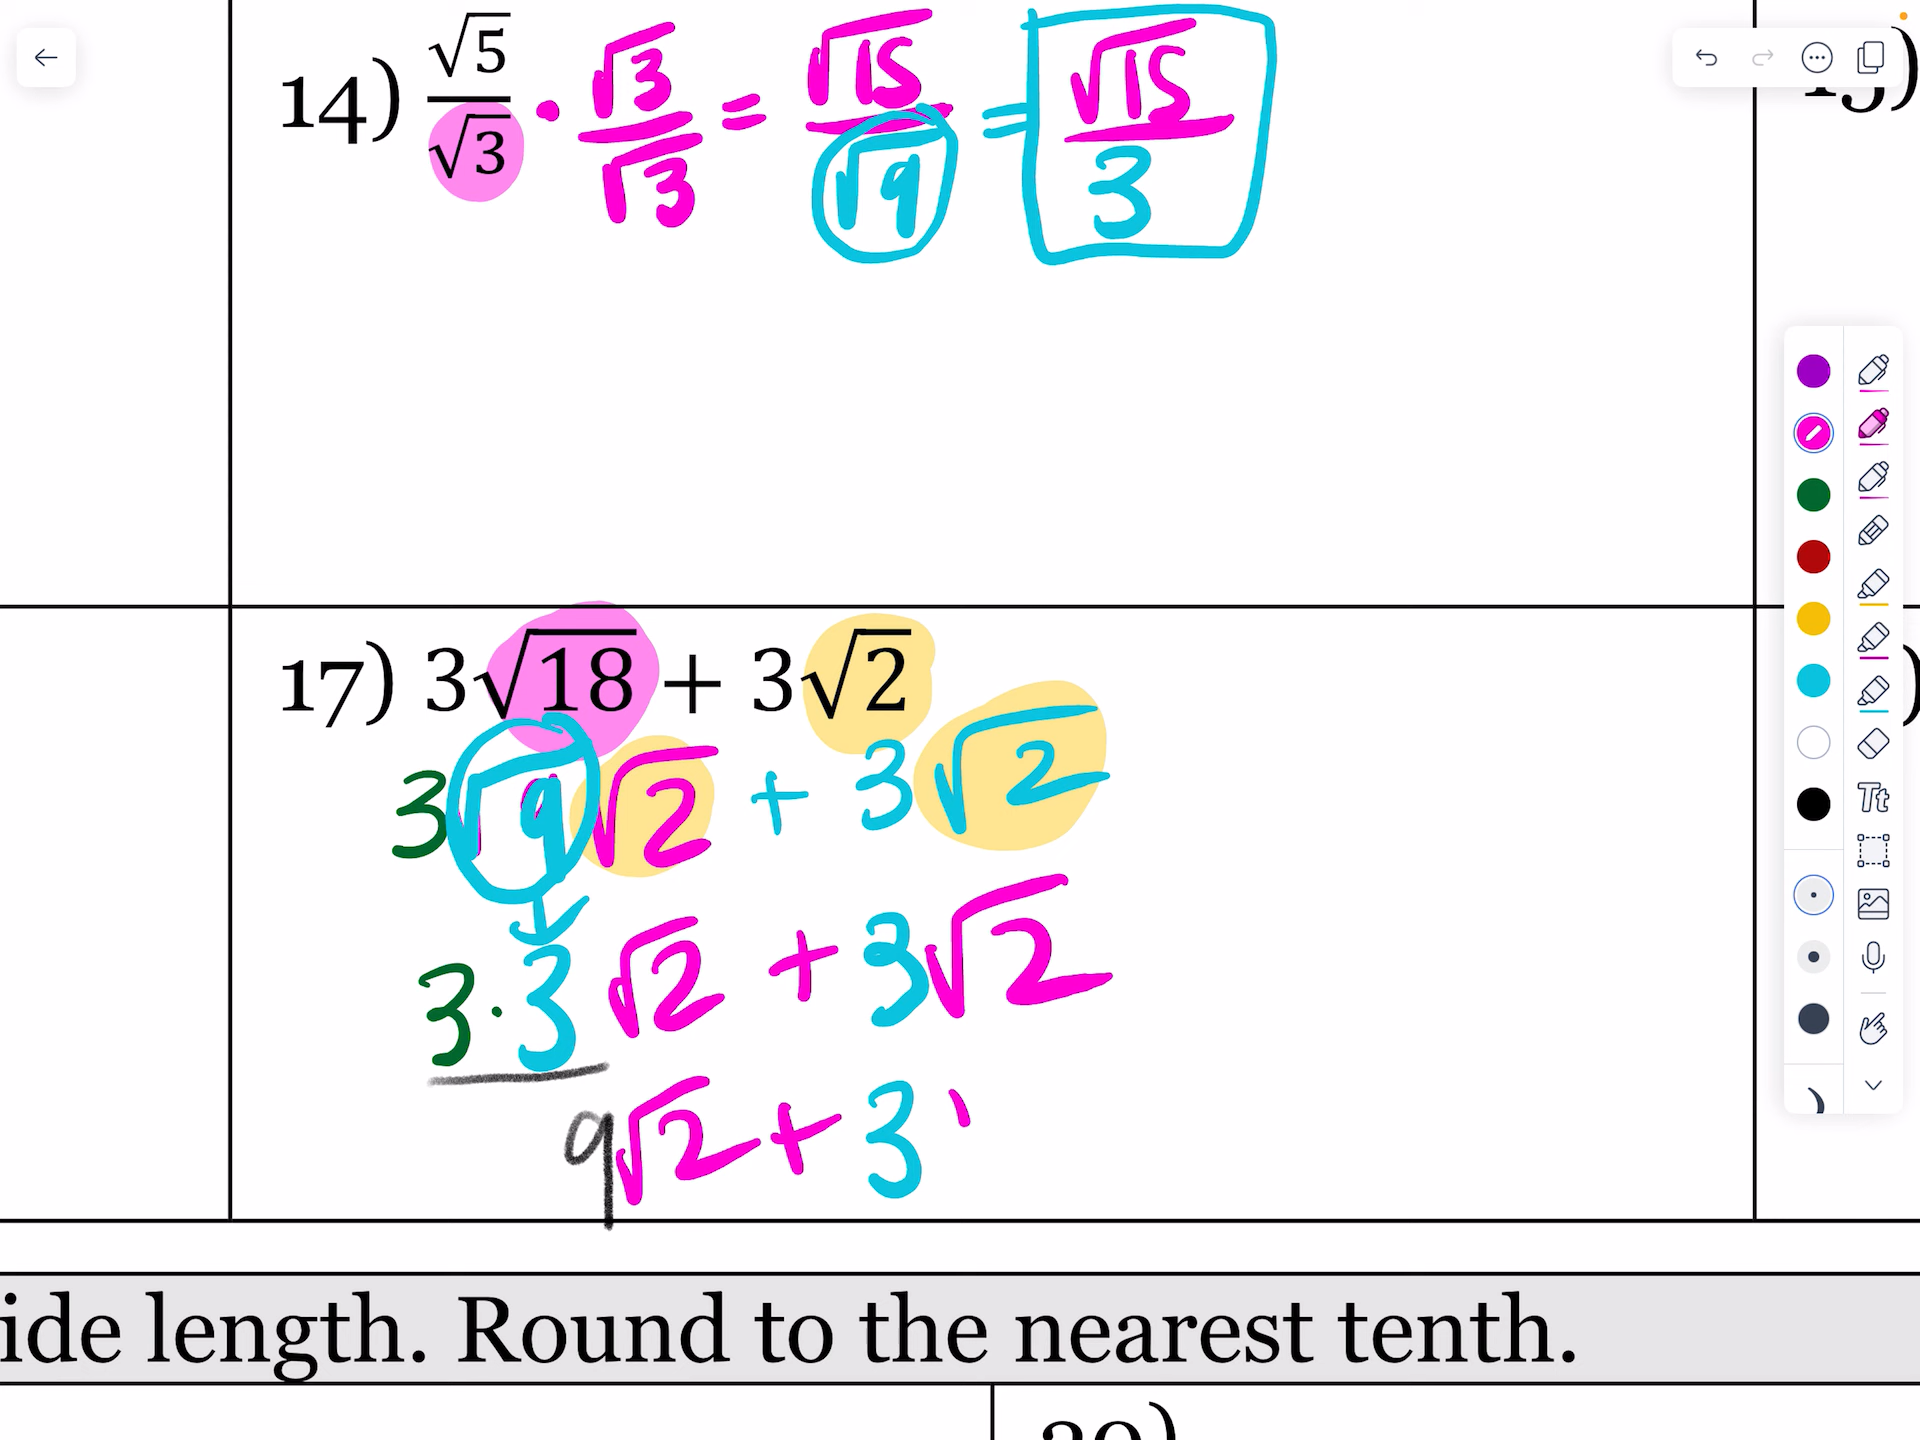 14) √5/√3 · √3/√3 = √15/√9 = √15/3
17) 3√18 + 3√2
3√9√2 + 3√2
3·3√2 + 3√2
9√2 + 3
ide length. Round to the nearest tenth.
Tt